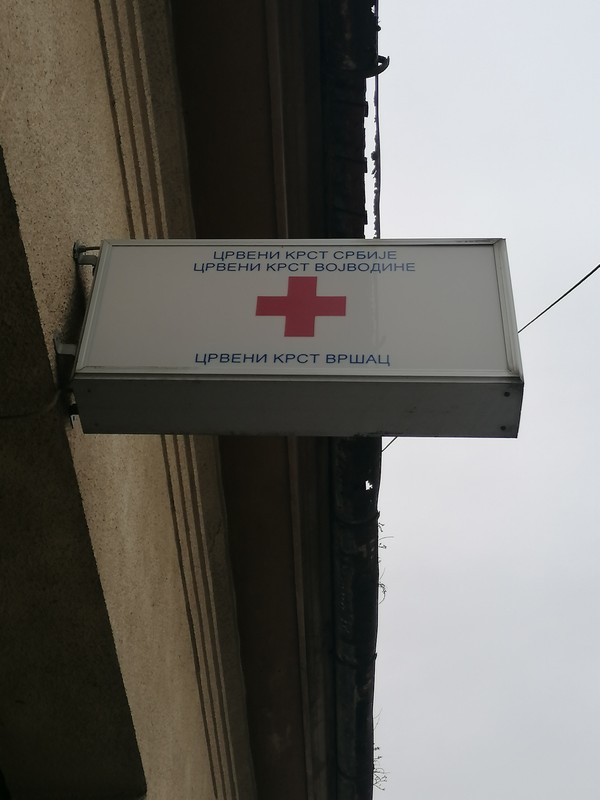 ЦРВЕНИ КРСТ СРБИЈЕ
ЦРВЕНИ КРСТ ВОЈВОДИНЕ
ЦРВЕНИ КРСТ ВРШАЦ